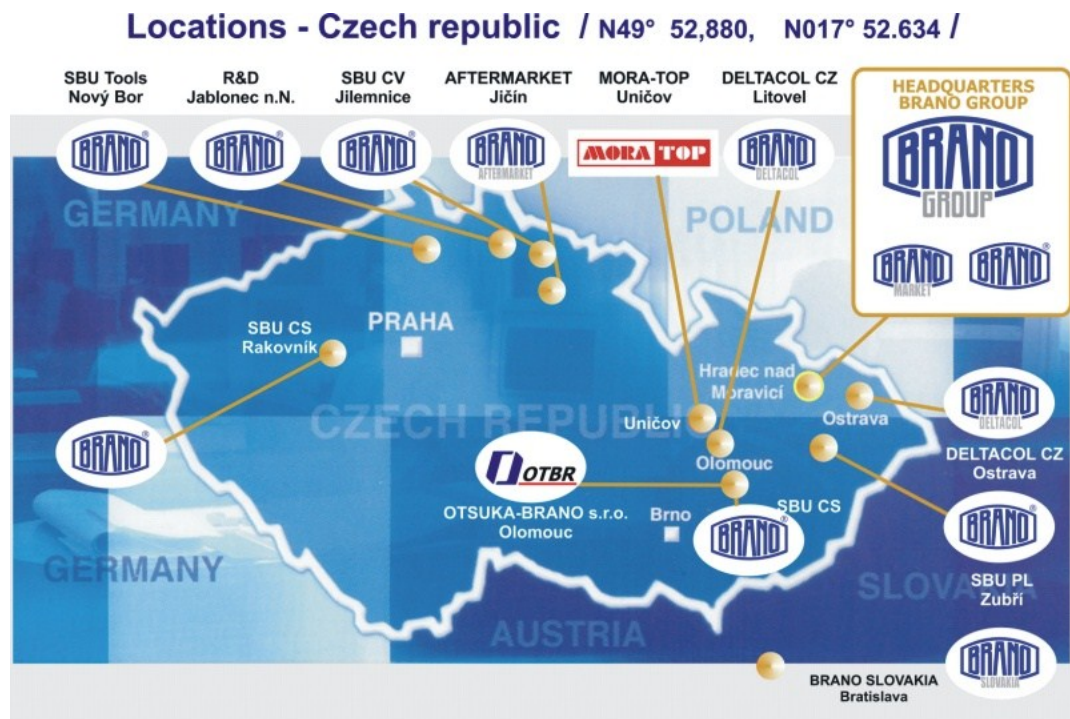 Locations - Czech republic / N49° 52,880, N017° 52.634 /
SBU Tools
Nový Bor
R&D
Jablonec n.N.
SBU CV
Jilemnice
AFTERMARKET
Jičín
MORA-TOP
Uničov
DELTACOL CZ
Litovel
HEADQUARTERS
BRANO GROUP
BRANO®
BRANO®
BRANO®
BRANO
AFTERMARKET
MORA TOP
BRANO
DELTACOL
BRANO
GROUP
BRANO
MARKET
BRANO®
GERMANY
POLAND
PRAHA
SBU CS
Rakovník
BRANO®
CZECH REPUBLIC
Hradec nad
Moravicí
Ostrava
Uničov
Olomouc
BRANO
DELTACOL
DELTACOL CZ
Ostrava
OTBR
OTSUKA-BRANO s.r.o.
Olomouc
Brno
SBU CS
BRANO®
BRANO®
SBU PL
Zubří
GERMANY
SLOVAKIA
AUSTRIA
BRANO SLOVAKIA
Bratislava
BRANO
SLOVAKIA